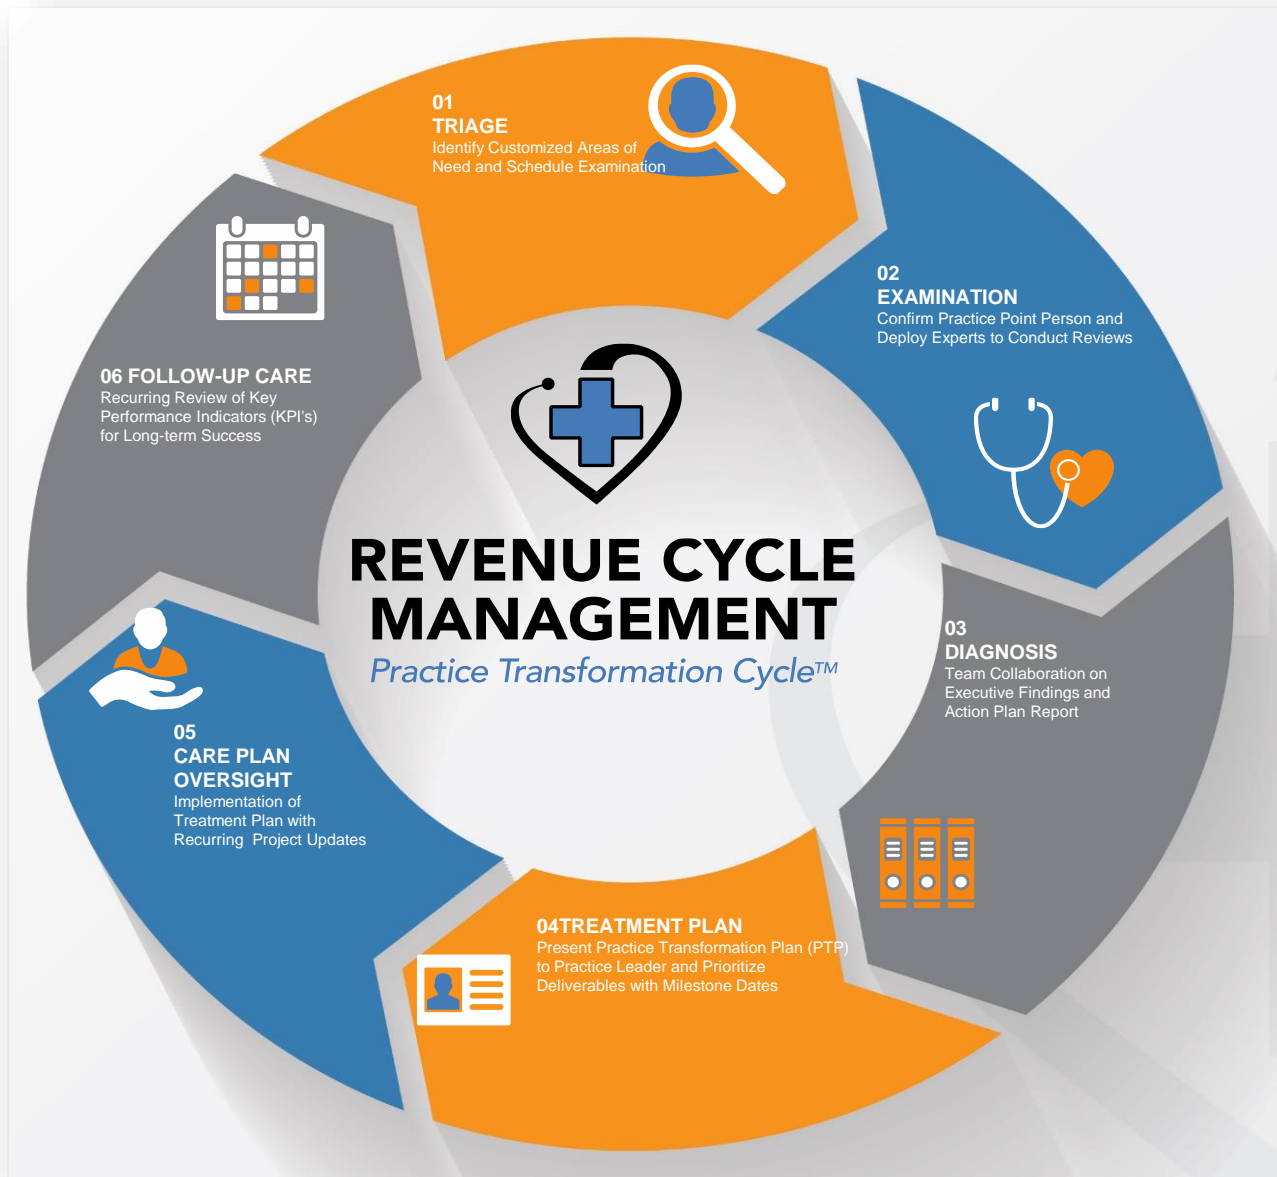 01
TRIAGE
Identify Customized Areas of
Need and Schedule Examination
02
EXAMINATION
Confirm Practice Point Person and
Deploy Experts to Conduct Reviews
03
DIAGNOSIS
Team Collaboration on
Executive Findings and
Action Plan Report
04TREATMENT PLAN
Present Practice Transformation Plan (PTP)
to Practice Leader and Prioritize
Deliverables with Milestone Dates
05
CARE PLAN
OVERSIGHT
Implementation of
Treatment Plan with
Recurring  Project Updates
06 FOLLOW-UP CARE
Recurring Review of Key
Performance Indicators (KPI's)
for Long-term Success
REVENUE CYCLE
MANAGEMENT
Practice Transformation Cycle™